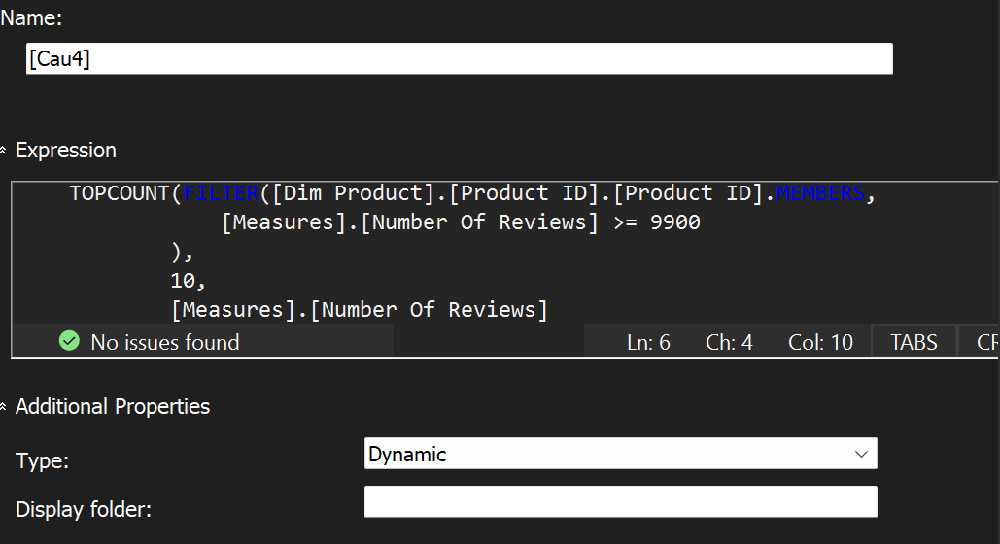 Name:
[Cau4]
Expression
TOPCOUNT(FILTER([Dim Product].[Product ID].[Product ID].MEMBERS,
[Measures].[Number Of Reviews] >= 9900
),
10,
[Measures].[Number Of Reviews]
No issues found Ln: 6 Ch: 4 Col: 10 TABS
Additional Properties
Type: Dynamic
Display folder: